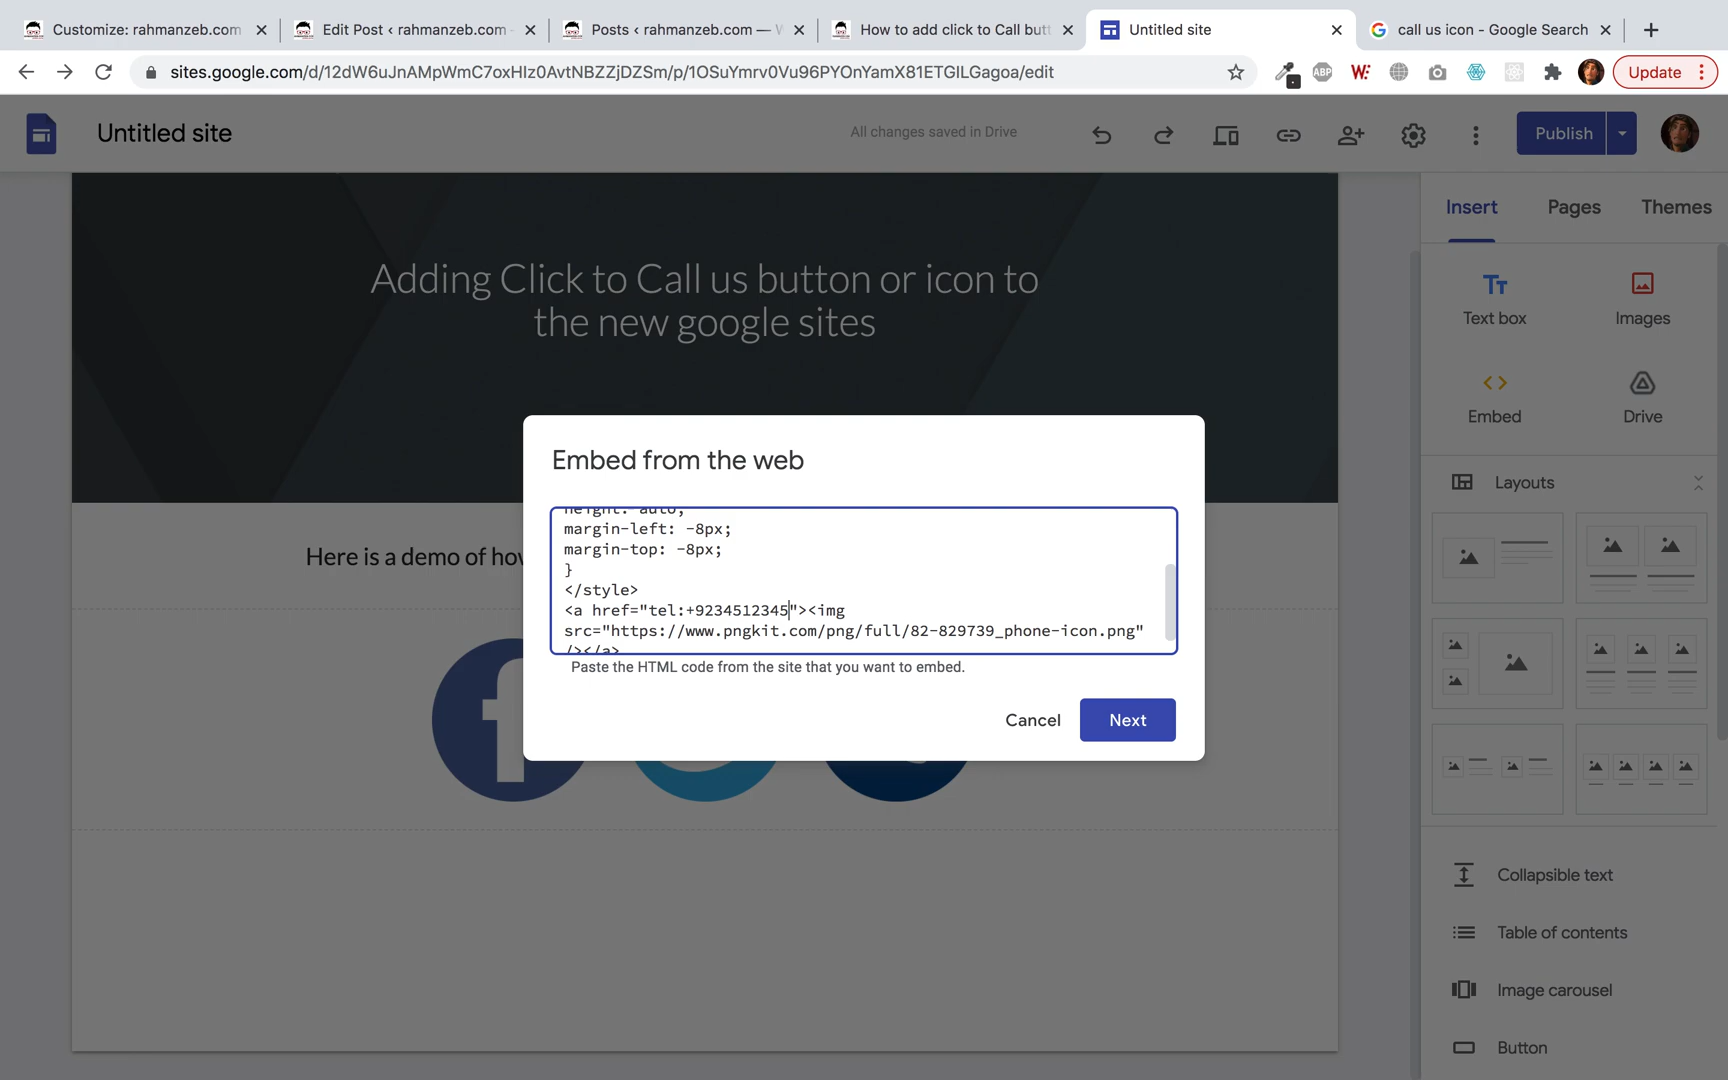 Customize: rahmanzeb.com
Edit Post ‹ rahmanzeb.com
Posts ‹ rahmanzeb.com —
How to add click to Call butt
Untitled site
call us icon - Google Search
sites.google.com/d/12dW6uJnAMpWmC7oxHIz0AvtNBZZjDZSm/p/1OSuYmrv0Vu96PYOnYamX81ETGILGagoa/edit
ABP
W:
Update
Untitled site
All changes saved in Drive
Publish
Insert
Pages
Themes
Adding Click to Call us button or icon to
the new google sites
Tт
Text box
Images
Embed
Drive
Embed from the web
Layouts
height: auto;
margin-left: -8px;
margin-top: -8px;
}
</style>
<a href="tel:+9234512345"><img
src="https://www.pngkit.com/png/full/82-829739_phone-icon.png"
/></a>
Here is a demo of how
Paste the HTML code from the site that you want to embed.
Cancel
Next
Collapsible text
Table of contents
Image carousel
Button